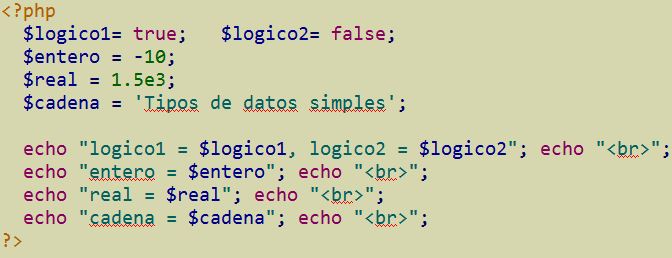 <?php
$logico1= true;   $logico2= false;
$entero = -10;
$real = 1.5e3;
$cadena = 'Tipos de datos simples';
echo "logico1 = $logico1, logico2 = $logico2"; echo "<br>";
echo "entero = $entero"; echo "<br>";
echo "real = $real"; echo "<br>";
echo "cadena = $cadena"; echo "<br>";
?>